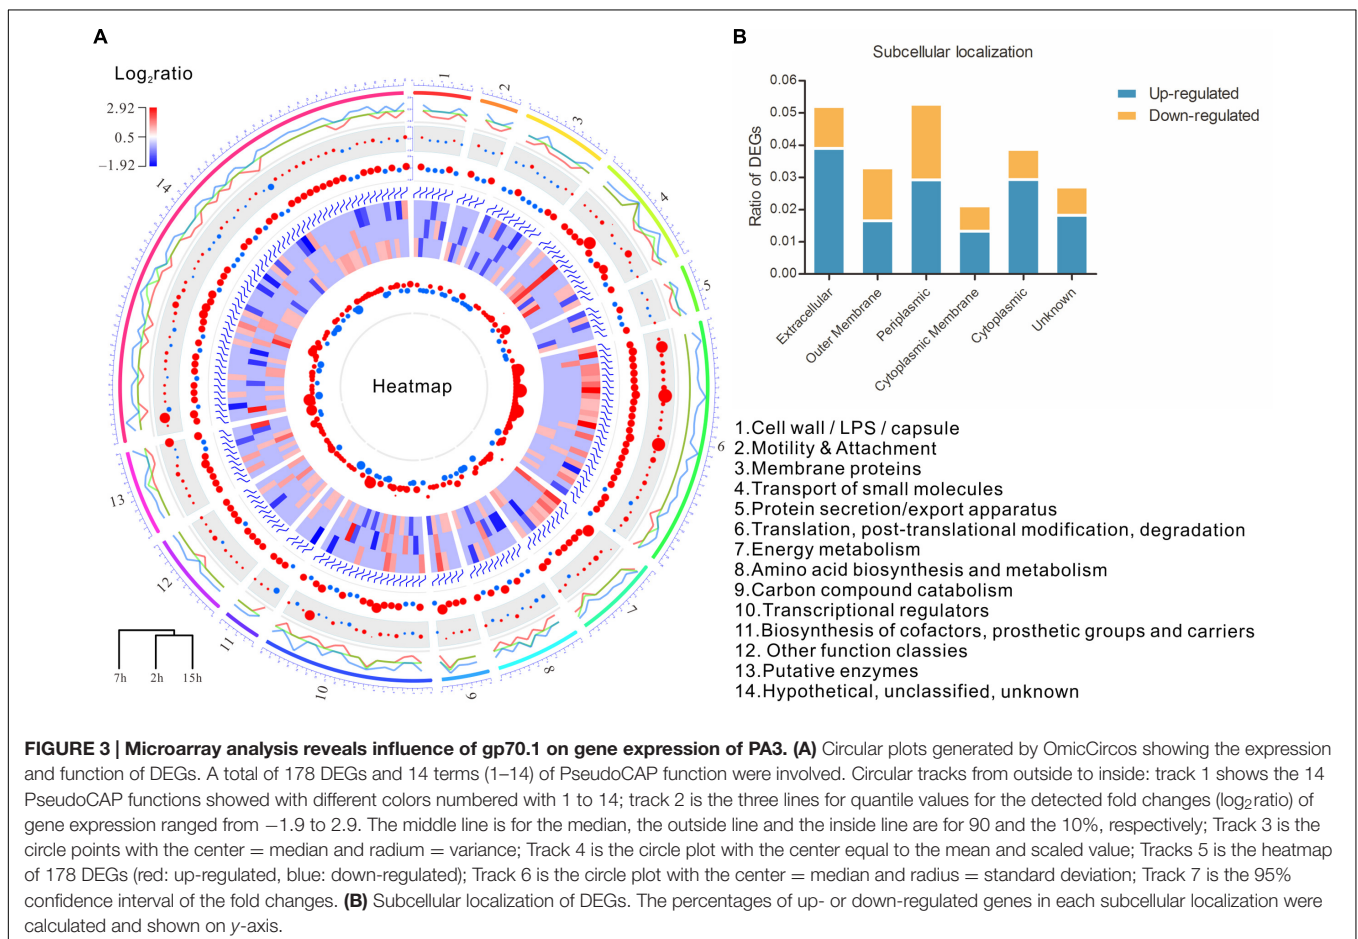 A
Log2ratio
2.92
0.5
−1.92
1
2
3
4
5
6
7
8
9
10
11
12
13
14
Heatmap
7h 2h 15h
B
Subcellular localization
Up-regulated
Down-regulated
Ratio of DEGs
0.06
0.05
0.04
0.03
0.02
0.01
0.00
Extracellular
Outer Membrane
Periplasmic
Cytoplasmic Membrane
Cytoplasmic
Unknown
1.Cell wall / LPS / capsule
2.Motility & Attachment
3.Membrane proteins
4.Transport of small molecules
5.Protein secretion/export apparatus
6.Translation, post-translational modification, degradation
7.Energy metabolism
8.Amino acid biosynthesis and metabolism
9.Carbon compound catabolism
10.Transcriptional regulators
11.Biosynthesis of cofactors, prosthetic groups and carriers
12. Other function classies
13.Putative enzymes
14.Hypothetical, unclassified, unknown
FIGURE 3 | Microarray analysis reveals influence of gp70.1 on gene expression of PA3. (A) Circular plots generated by OmicCircos showing the expression
and function of DEGs. A total of 178 DEGs and 14 terms (1–14) of PseudoCAP function were involved. Circular tracks from outside to inside: track 1 shows the 14
PseudoCAP functions showed with different colors numbered with 1 to 14; track 2 is the three lines for quantile values for the detected fold changes (log2ratio) of
gene expression ranged from −1.9 to 2.9. The middle line is for the median, the outside line and the inside line are for 90 and the 10%, respectively; Track 3 is the
circle points with the center = median and radium = variance; Track 4 is the circle plot with the center equal to the mean and scaled value; Tracks 5 is the heatmap
of 178 DEGs (red: up-regulated, blue: down-regulated); Track 6 is the circle plot with the center = median and radius = standard deviation; Track 7 is the 95%
confidence interval of the fold changes. (B) Subcellular localization of DEGs. The percentages of up- or down-regulated genes in each subcellular localization were
calculated and shown on y-axis.